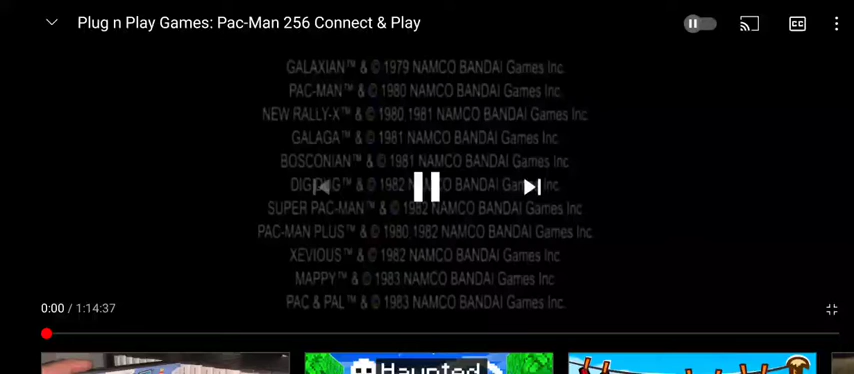 Plug n Play Games: Pac-Man 256 Connect & Play
CC
GALAXIAN™ & © 1979 NAMCO BANDAI Games Inc.
PAC-MAN™ & © 1980 NAMCO BANDAI Games Inc.
NEW RALLY-X™ & © 1980 1981 NAMCO BANDAI Games Inc.
GALAGA™ & © 1981 NAMCO BANDAI Games Inc.
BOSCONIAN™ & © 1981 NAMCO BANDAI Games Inc.
DIG DUG™ & © 1982 NAMCO BANDAI Games Inc.
SUPER PAC-MAN™ & © 1982 NAMCO BANDAI Games Inc
PAC-MAN PLUS™ & © 1980 1982 NAMCO BANDAI Games Inc.
XEVIOUS™ & © 1982 NAMCO BANDAI Games Inc
MAPPY™ & © 1983 NAMCO BANDAI Games Inc
PAC & PAL™ & © 1983 NAMCO BANDAI Games Inc.
0:00 / 1:14:37
Haunted